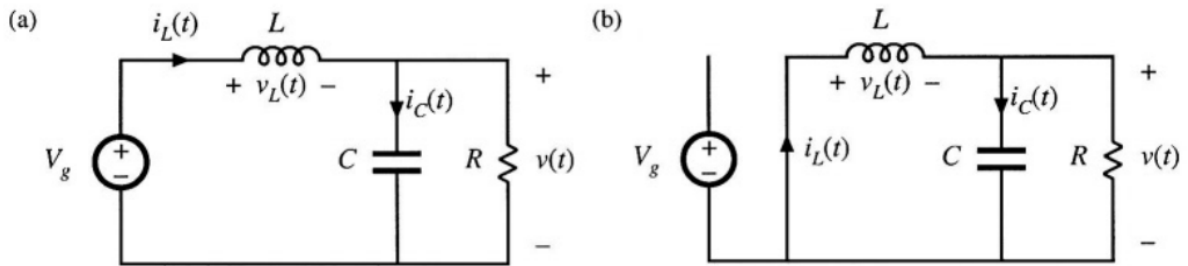 (a)
i_L(t)
L
+ v_L(t) −
i_C(t)
V_g
+
−
C
R
+
v(t)
−
(b)
L
+ v_L(t) −
i_C(t)
V_g
+
−
i_L(t)
C
R
+
v(t)
−